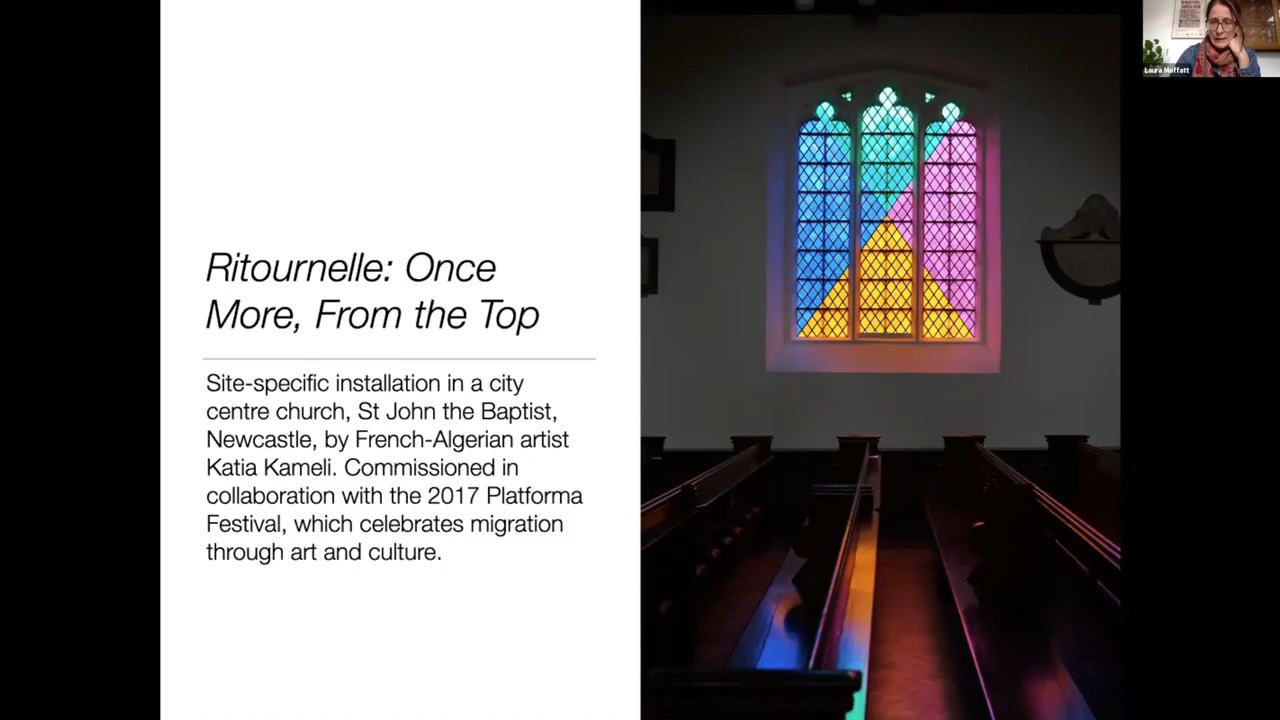 Ritournelle: Once
More, From the Top
Site-specific installation in a city
centre church, St John the Baptist,
Newcastle, by French-Algerian artist
Katia Kameli. Commissioned in
collaboration with the 2017 Platforma
Festival, which celebrates migration
through art and culture.
Laura Moffatt